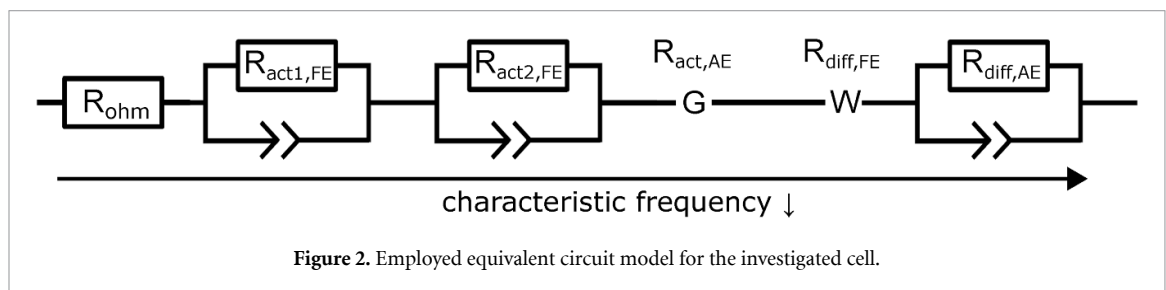 R_ohm R_act1,FE R_act2,FE R_act,AE R_diff,FE R_diff,AE
G W
characteristic frequency ↓
Figure 2. Employed equivalent circuit model for the investigated cell.